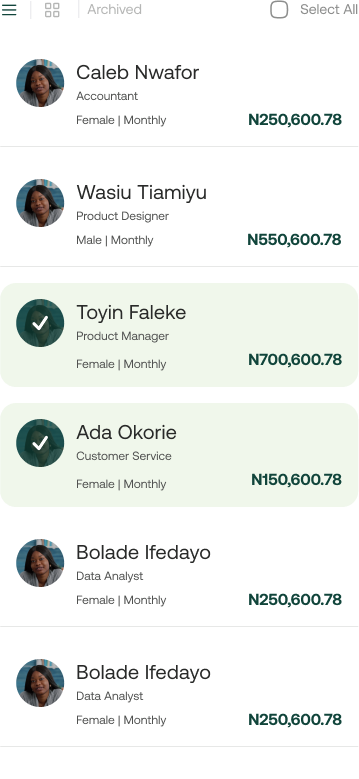 Archived
Select All
Caleb Nwafor
Accountant
Female | Monthly
N250,600.78
Wasiu Tiamiyu
Product Designer
Male | Monthly
N550,600.78
Toyin Faleke
Product Manager
Female | Monthly
N700,600.78
Ada Okorie
Customer Service
Female | Monthly
N150,600.78
Bolade Ifedayo
Data Analyst
Female | Monthly
N250,600.78
Bolade Ifedayo
Data Analyst
Female | Monthly
N250,600.78